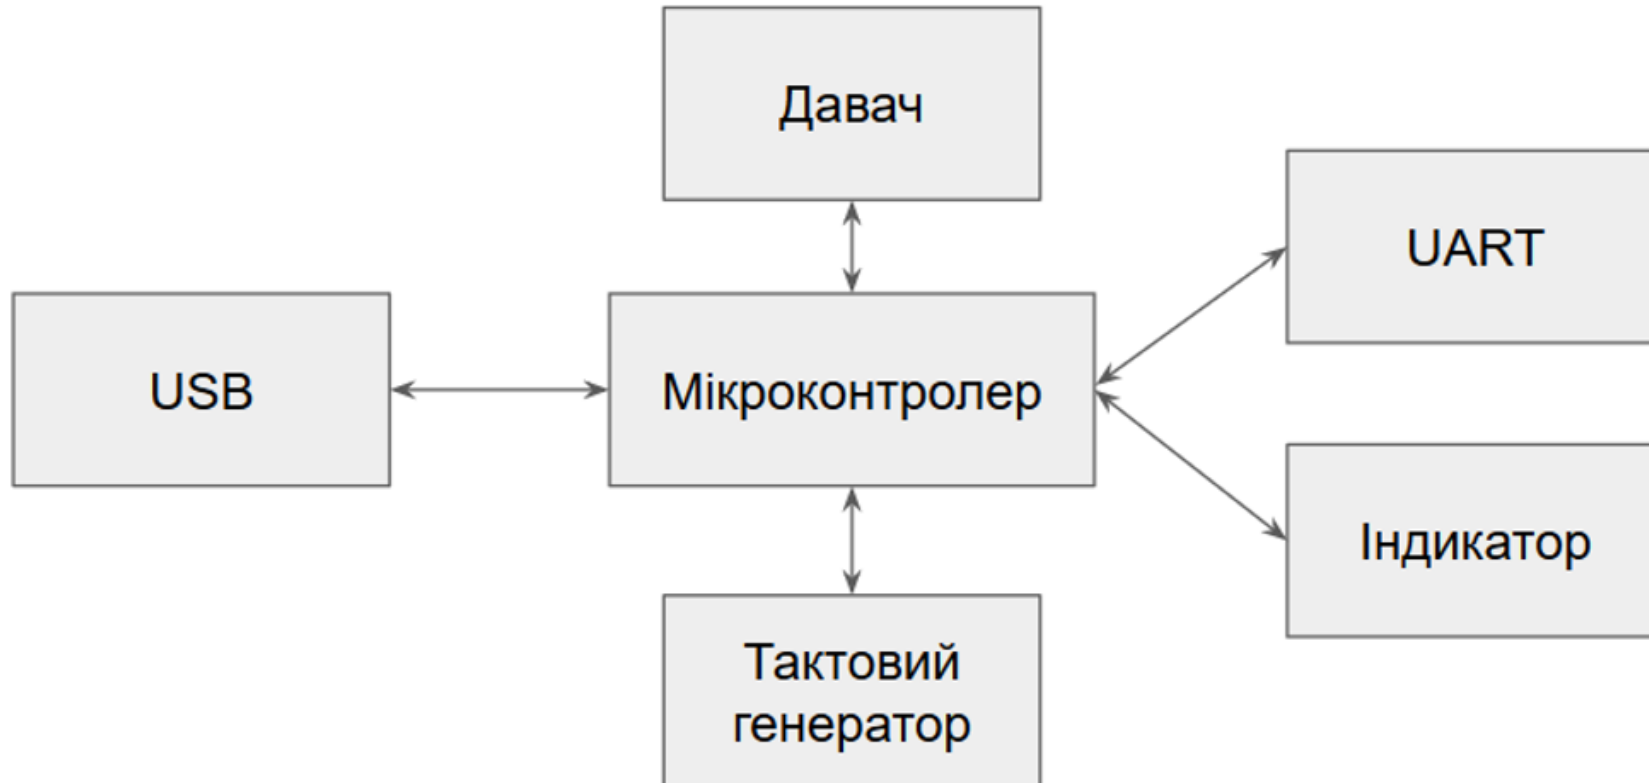 Давач
UART
USB
Мікроконтролер
Індикатор
Тактовий
генератор